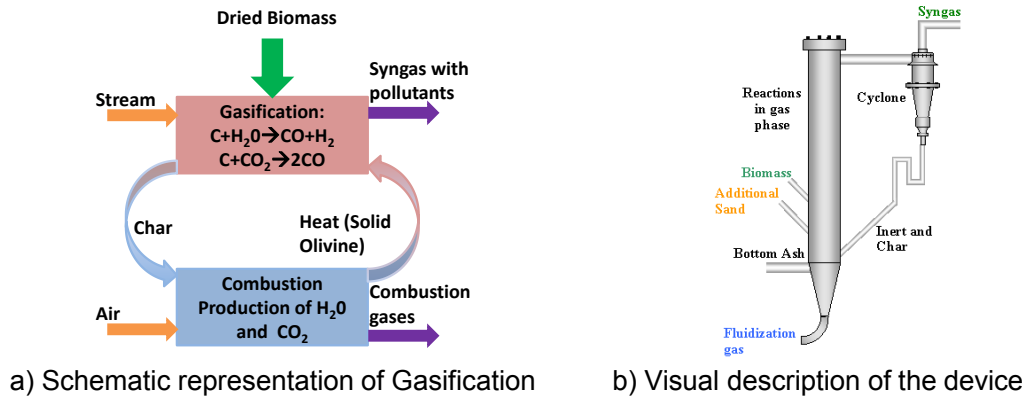 Dried Biomass
Stream
Syngas with
pollutants
Gasification:
C+H₂0→CO+H₂
C+CO₂→2CO
Char
Heat (Solid
Olivine)
Air
Combustion
Production of H₂0
and CO₂
Combustion
gases
a) Schematic representation of Gasification
Syngas
Reactions
in gas
phase
Cyclone
Biomass
Additional
Sand
Inert and
Char
Bottom Ash
Fluidization
gas
b) Visual description of the device